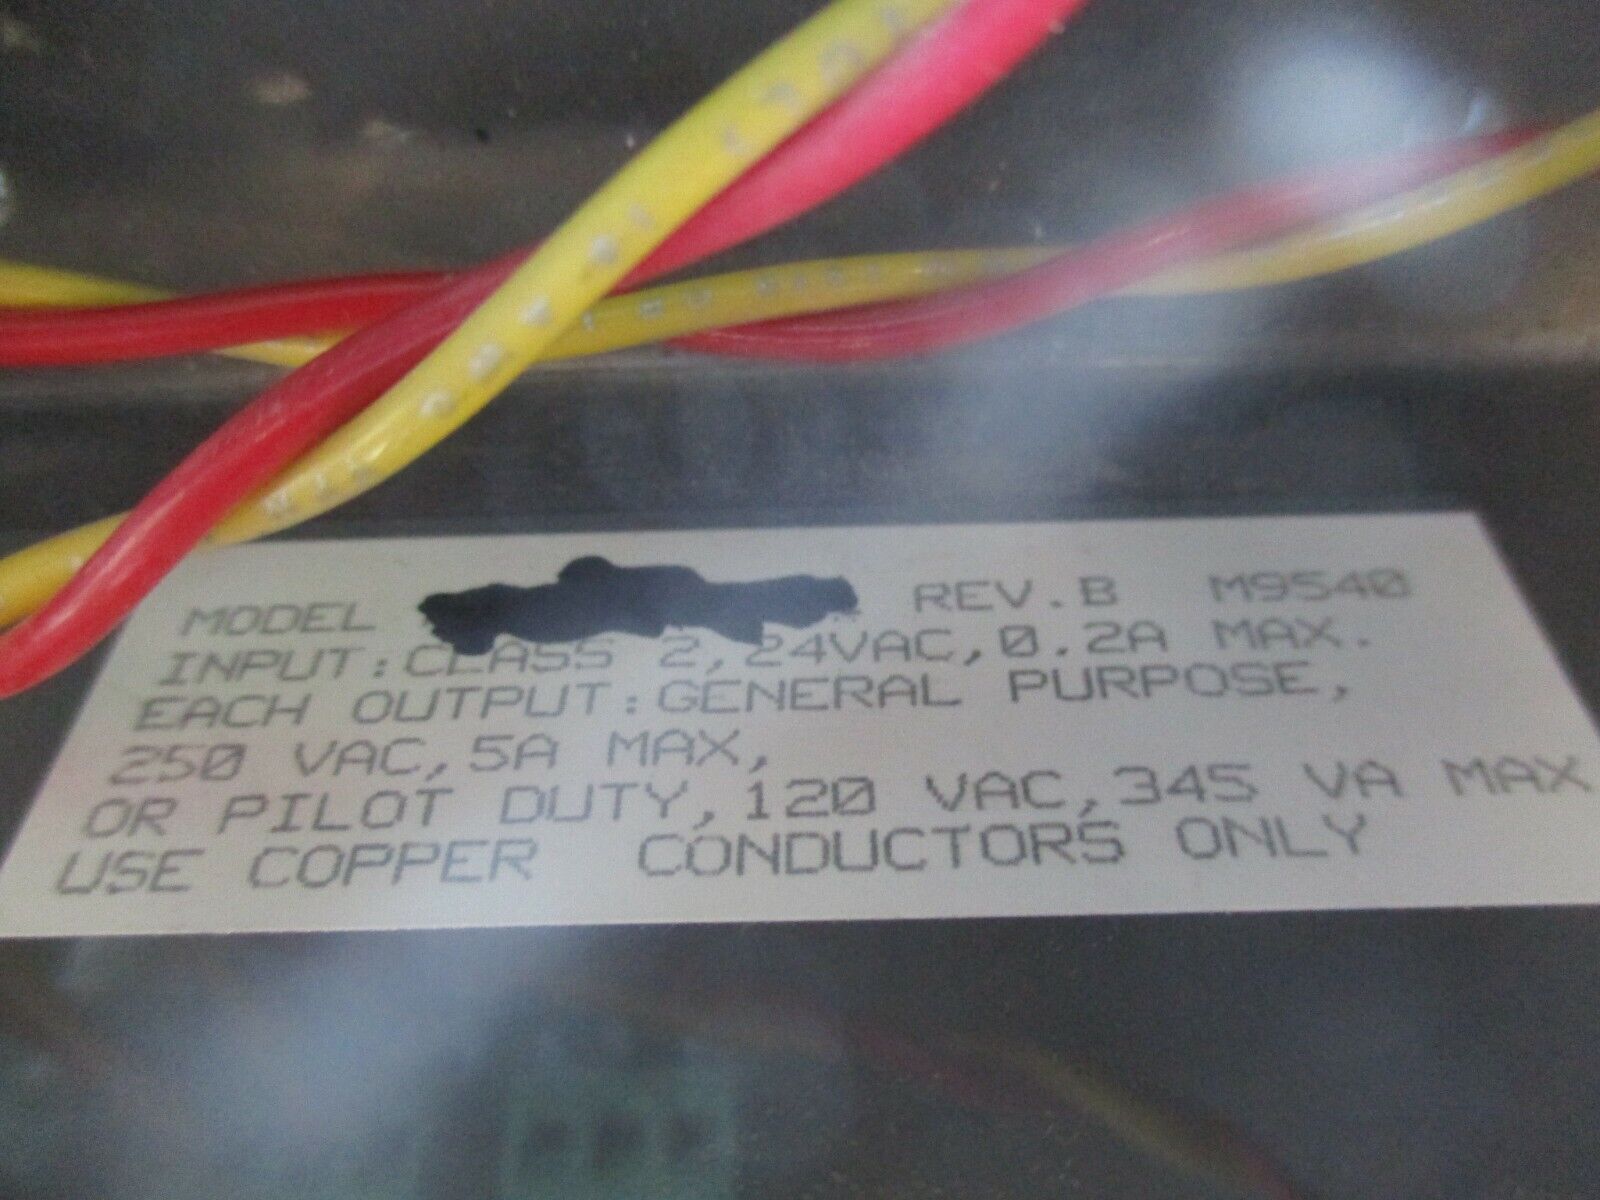 MODEL REV.B M9540
INPUT:CLASS 2,24VAC,0.2A MAX.
EACH OUTPUT:GENERAL PURPOSE,
250 VAC,5A MAX,
OR PILOT DUTY,120 VAC,345 VA MAX
USE COPPER CONDUCTORS ONLY